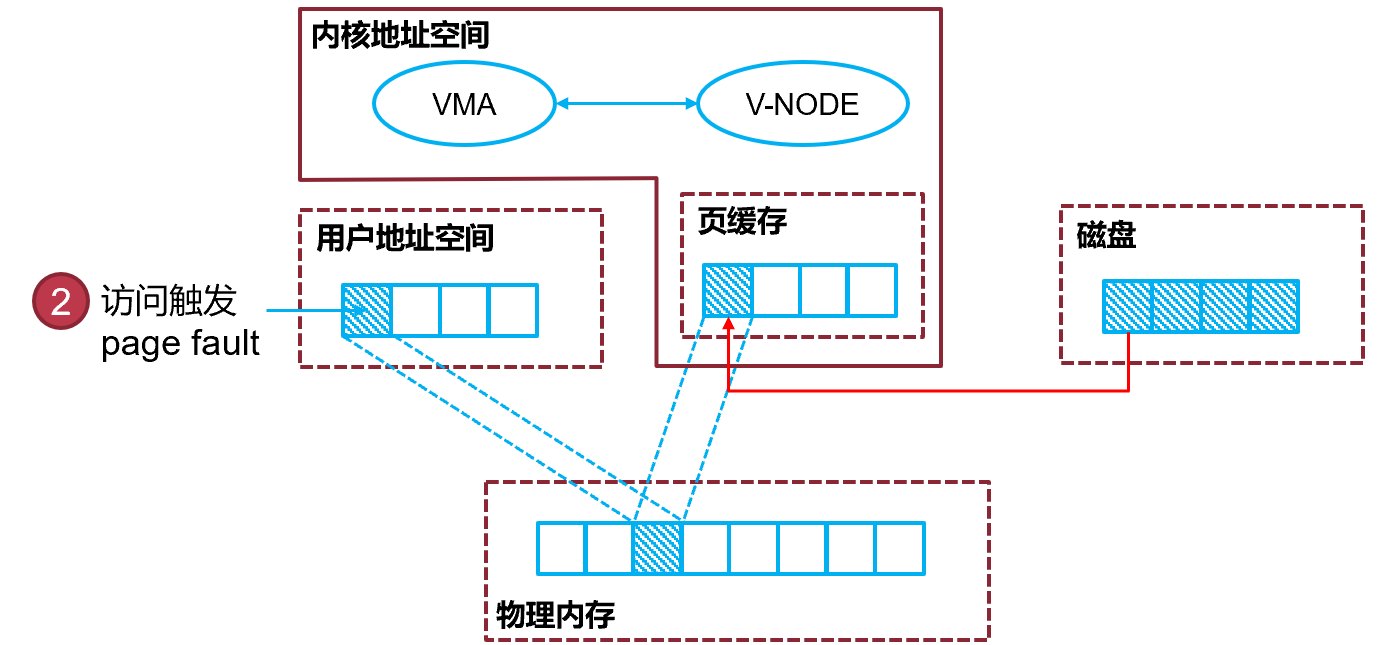 内核地址空间
VMA
V-NODE
页缓存
用户地址空间
磁盘
2
访问触发
page fault
物理内存